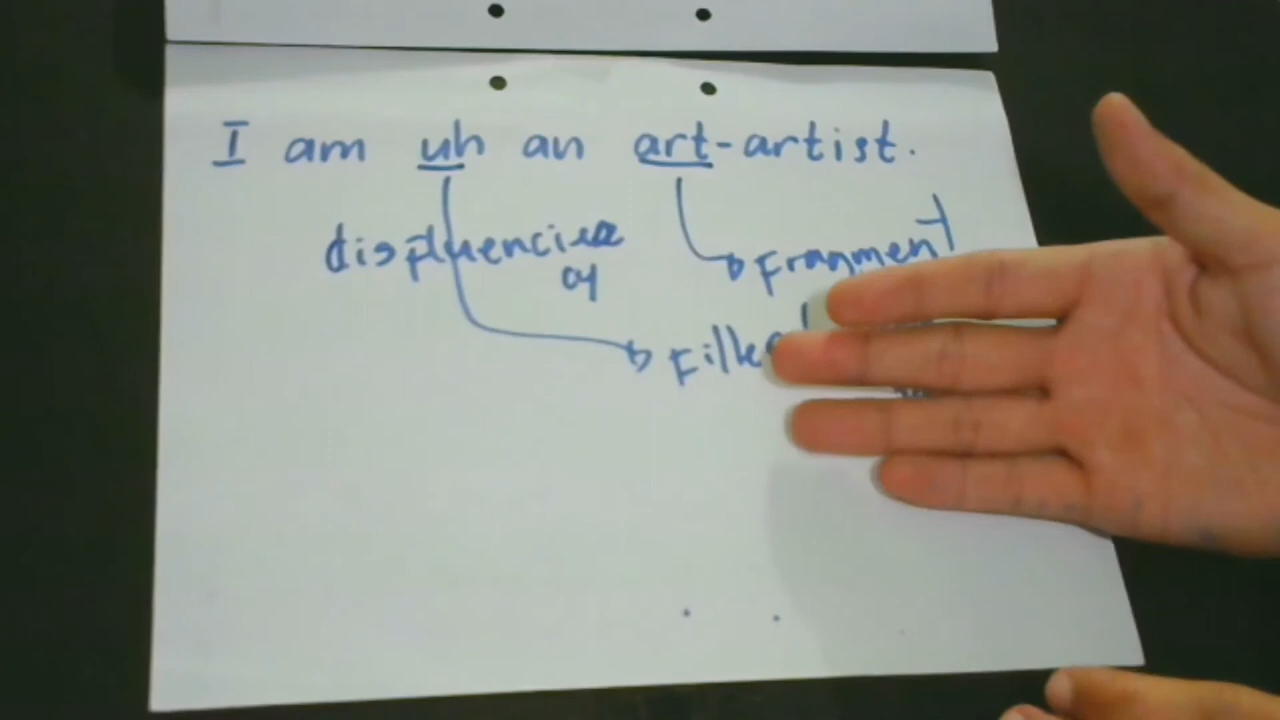 I am uh an art-artist.
disfluencies
of
Fragment